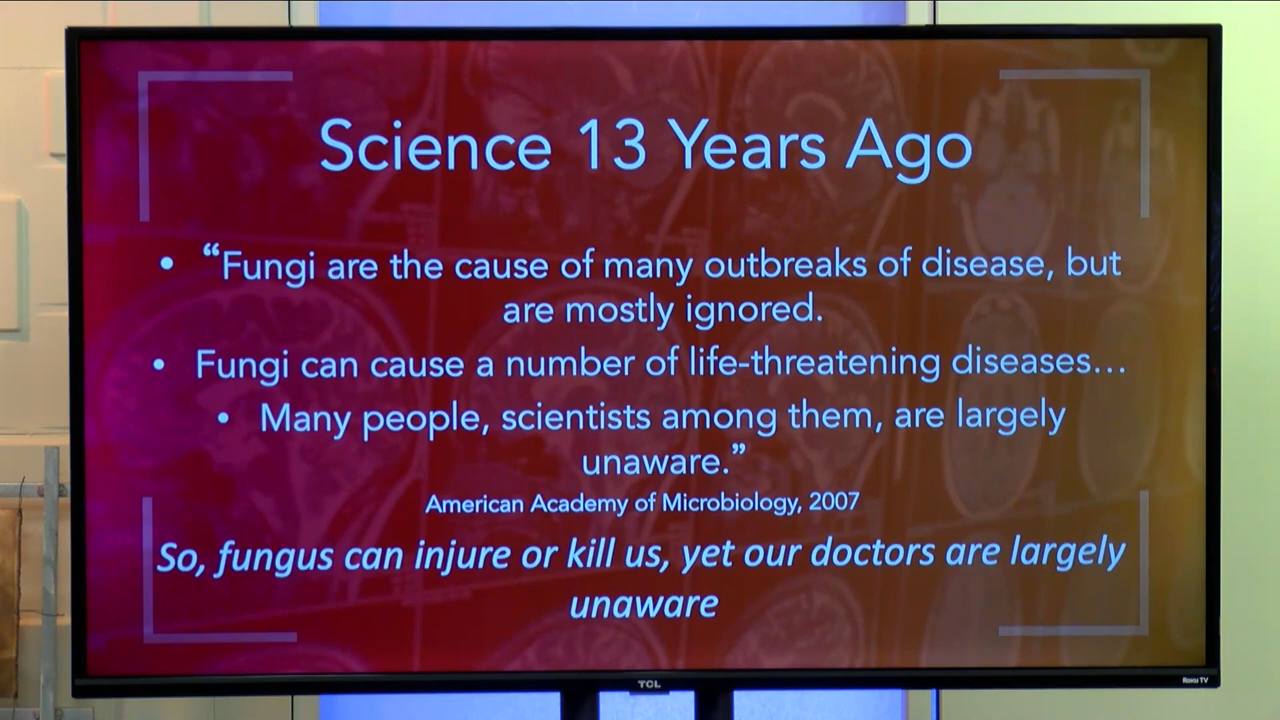 Science 13 Years Ago
• “Fungi are the cause of many outbreaks of disease, but
are mostly ignored.
• Fungi can cause a number of life-threatening diseases…
• Many people, scientists among them, are largely
unaware.”
American Academy of Microbiology, 2007
So, fungus can injure or kill us, yet our doctors are largely
unaware
TCL
Roku TV